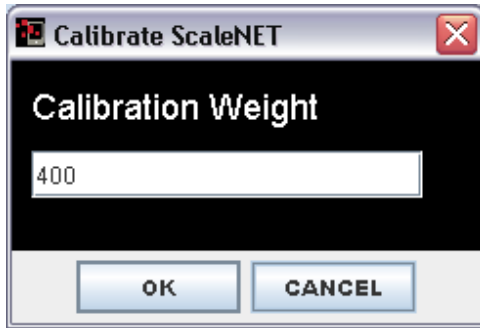 Calibrate ScaleNET
Calibration Weight
400
OK
CANCEL